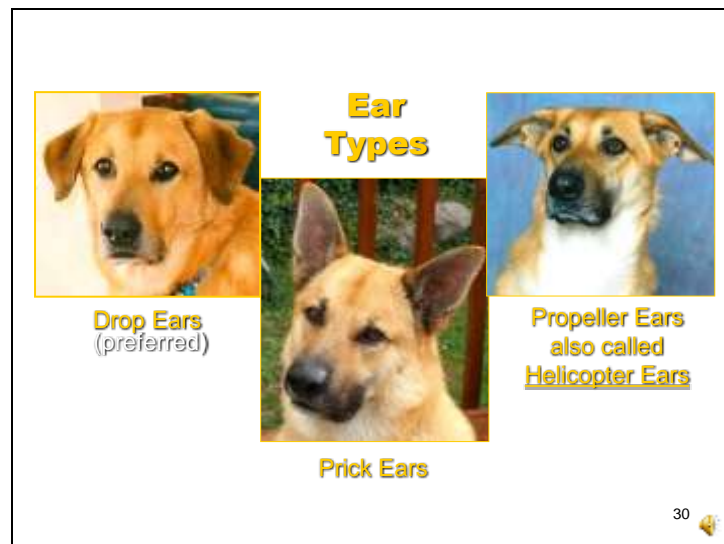 Ear
Types
Drop Ears
(preferred)
Propeller Ears
also called
Helicopter Ears
Prick Ears
30